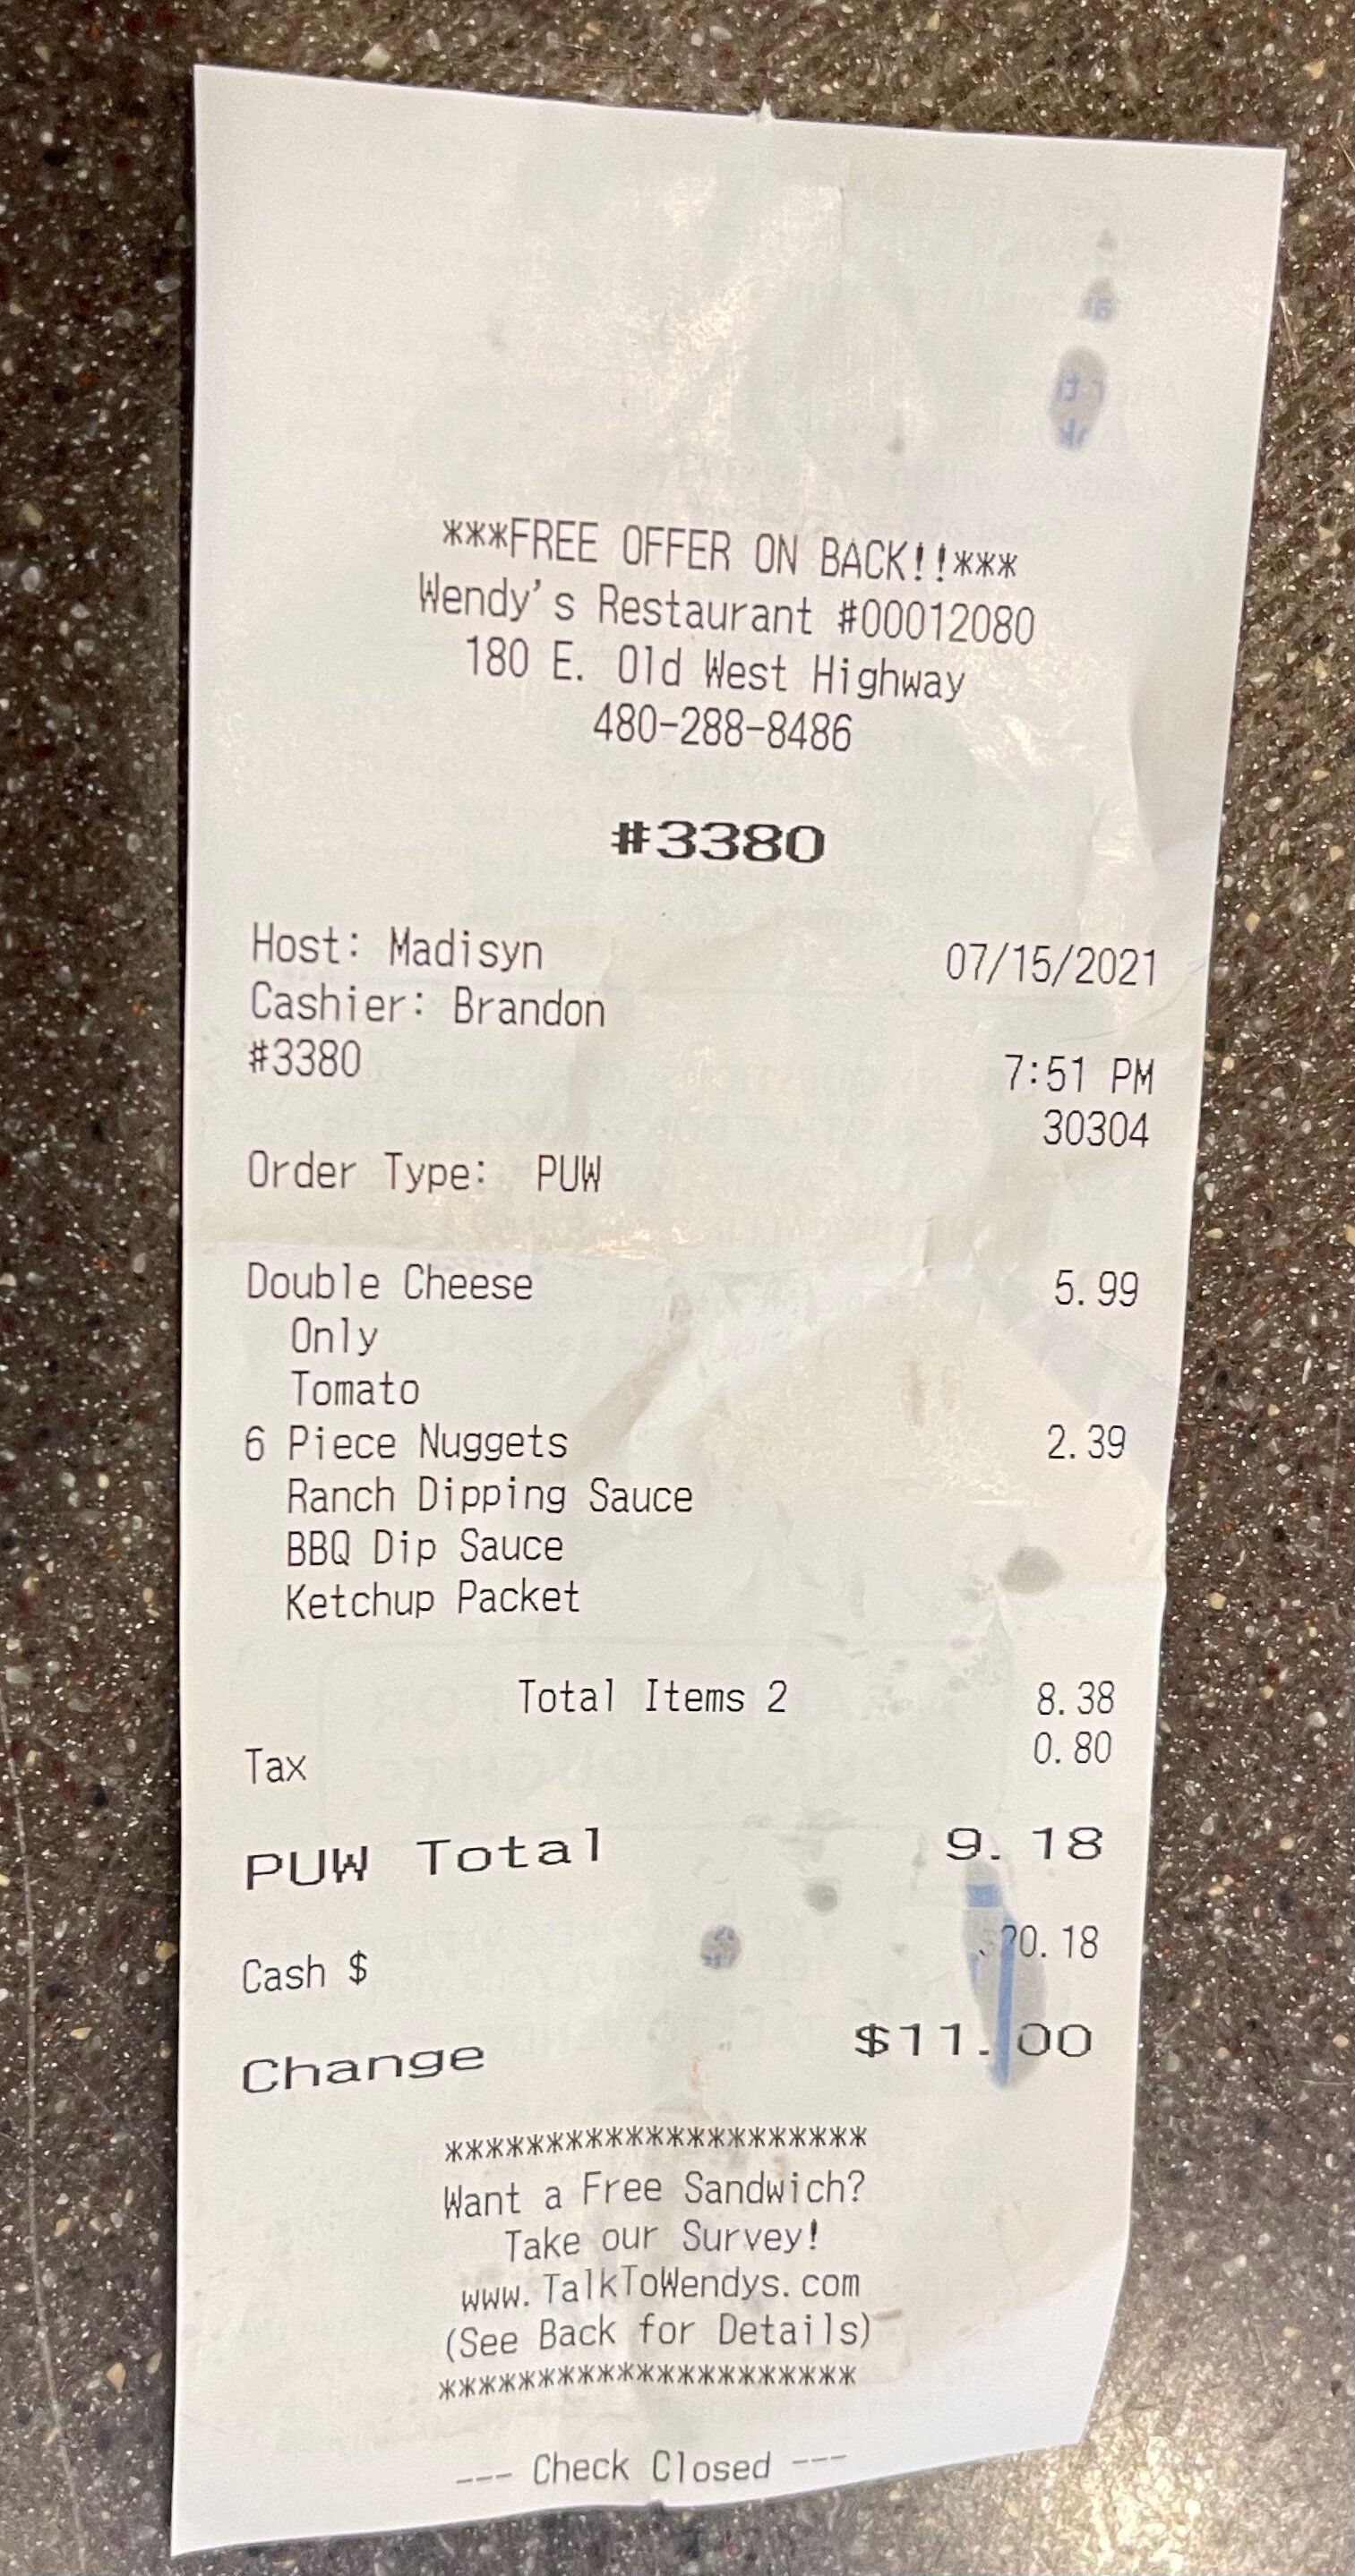 ***FREE OFFER ON BACK!!***
Wendy's Restaurant #00012080
180 E. Old West Highway
480-288-8486
#3380
Host: Madisyn 07/15/2021
Cashier: Brandon
#3380 7:51 PM
30304
Order Type: PUW
Double Cheese 5.99
Only
Tomato
6 Piece Nuggets 2.39
Ranch Dipping Sauce
BBQ Dip Sauce
Ketchup Packet
Total Items 2 8.38
Tax 0.80
PUW Total 9.18
Cash $ $20.18
Change $11.00
*********************
Want a Free Sandwich?
Take our Survey!
www.TalkToWendys.com
(See Back for Details)
*********************
--- Check Closed ---